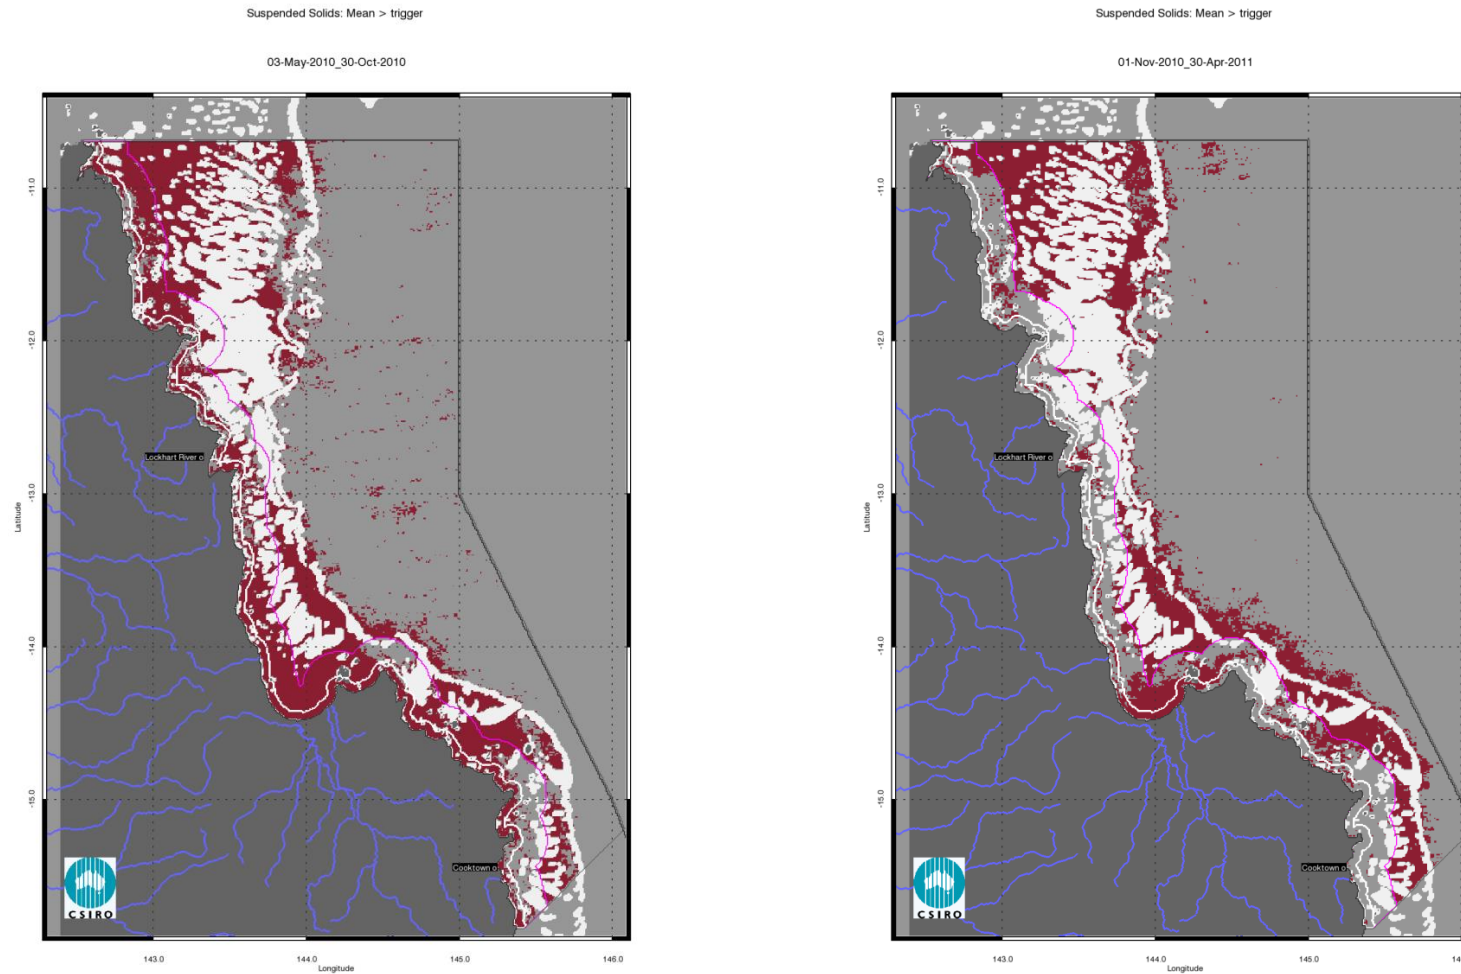 Suspended Solids: Mean > trigger
03-May-2010_30-Oct-2010
-11.0
-12.0
-13.0
-14.0
-15.0
Latitude
Lockhart River
Cooktown
CSIRO
143.0 144.0 145.0 146.0
Longitude
Suspended Solids: Mean > trigger
01-Nov-2010_30-Apr-2011
-11.0
-12.0
-13.0
-14.0
-15.0
Latitude
Lockhart River
Cooktown
CSIRO
143.0 144.0 145.0
Longitude